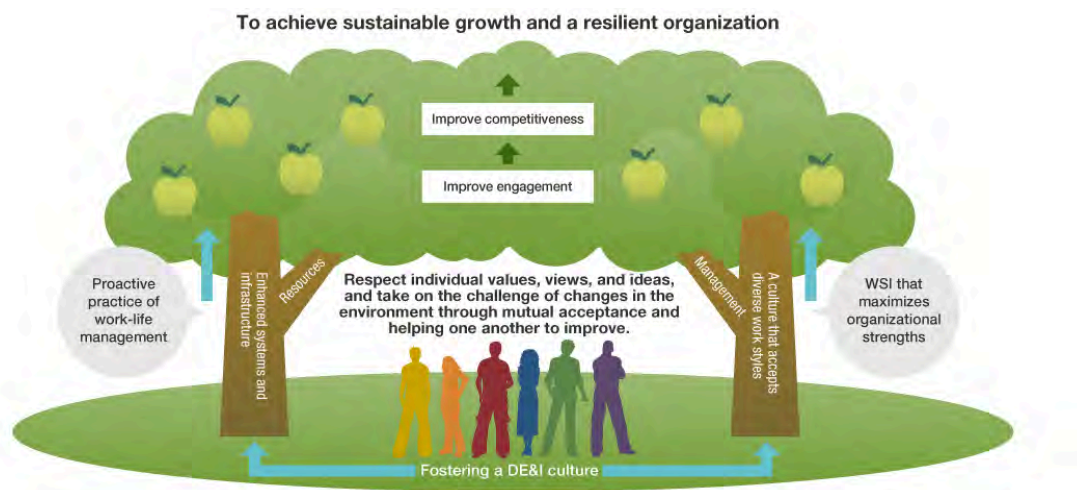 To achieve sustainable growth and a resilient organization
Improve competitiveness
Improve engagement
Proactive
practice of
work-life
management
Enhanced systems and
infrastructure
Resources
Respect individual values, views, and ideas,
and take on the challenge of changes in the
environment through mutual acceptance and
helping one another to improve.
Management
A culture that accepts
diverse work styles
WSI that
maximizes
organizational
strengths
Fostering a DE&I culture